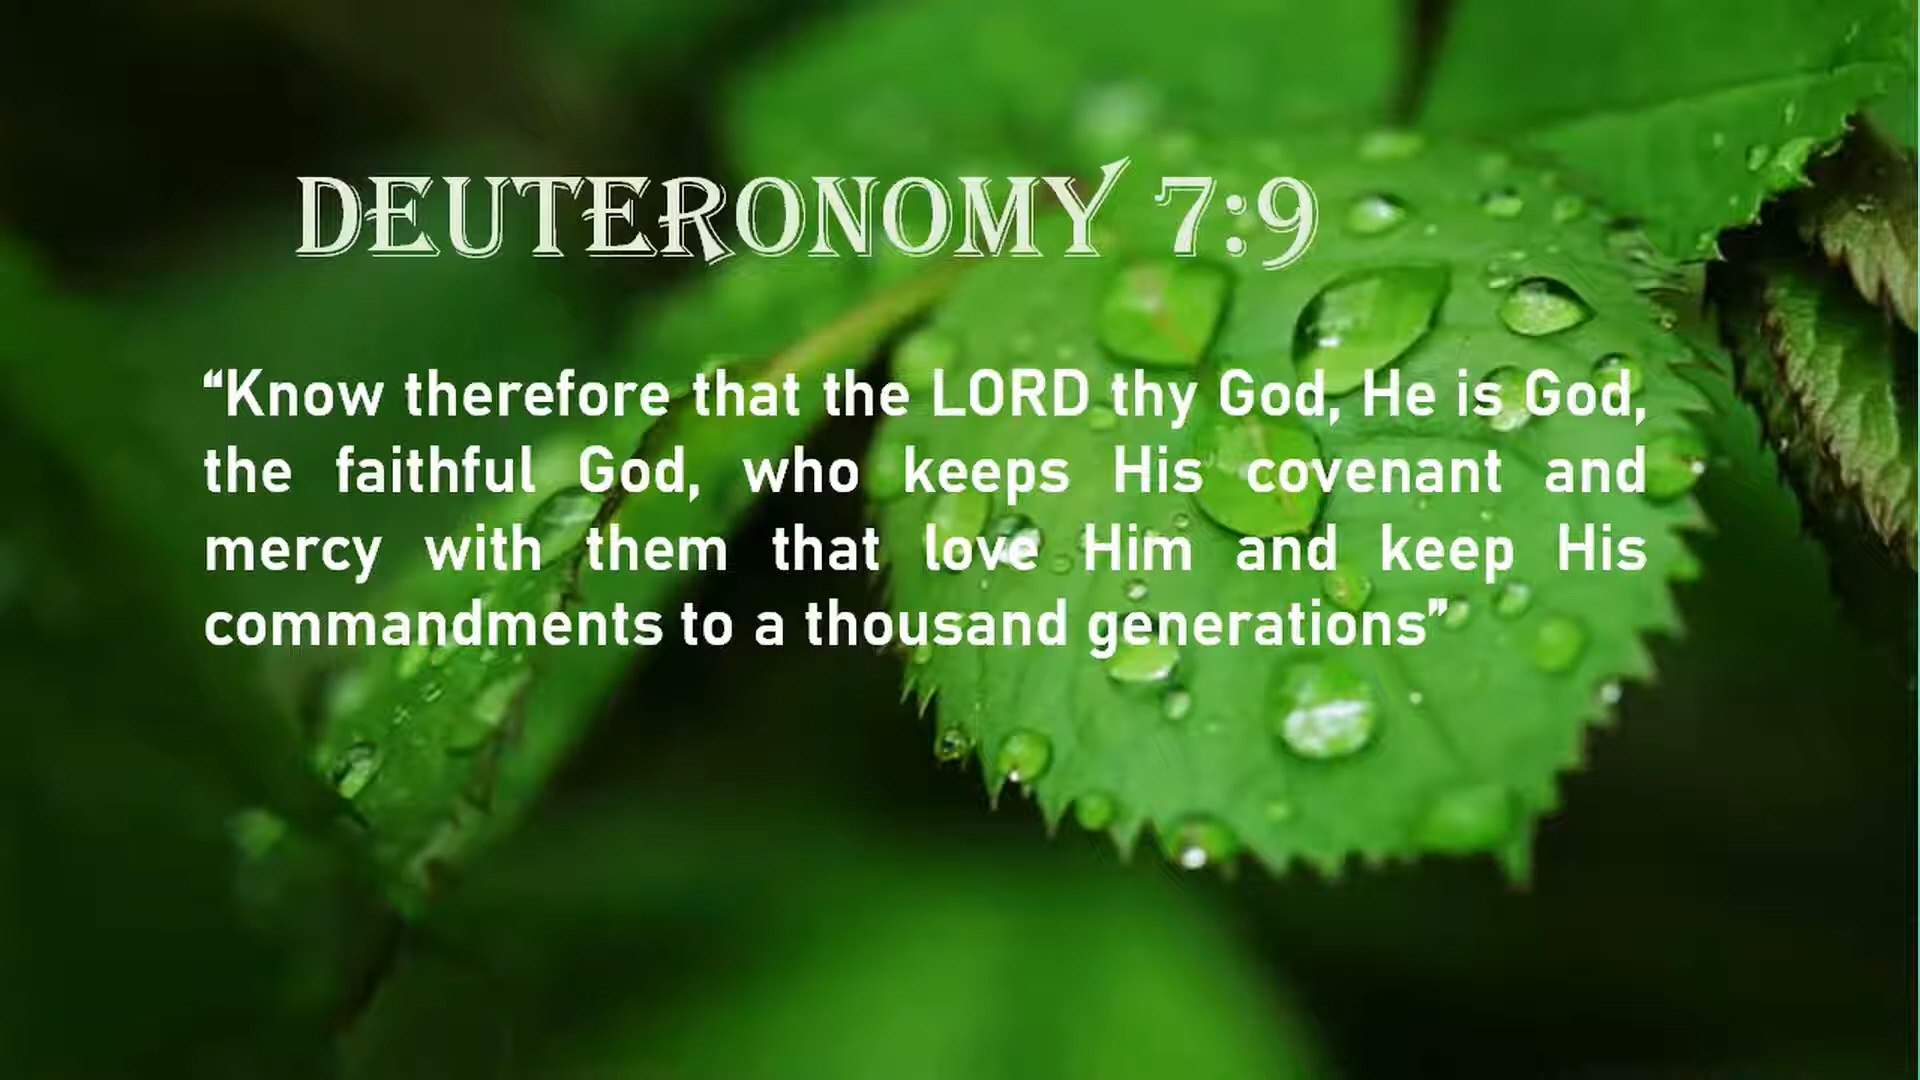 DEUTERONOMY 7:9
“Know therefore that the LORD thy God, He is God,
the faithful God, who keeps His covenant and
mercy with them that love Him and keep His
commandments to a thousand generations”